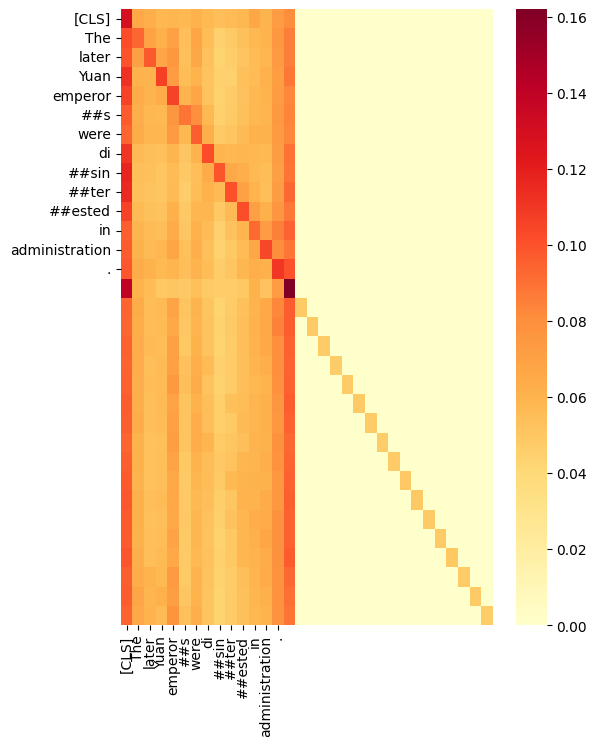 [CLS]
The
later
Yuan
emperor
##s
were
di
##sin
##ter
##ested
in
administration
.
0.16
0.14
0.12
0.10
0.08
0.06
0.04
0.02
0.00
[CLS]
The
later
Yuan
emperor
##s
were
di
##sin
##ter
##ested
in
administration
.